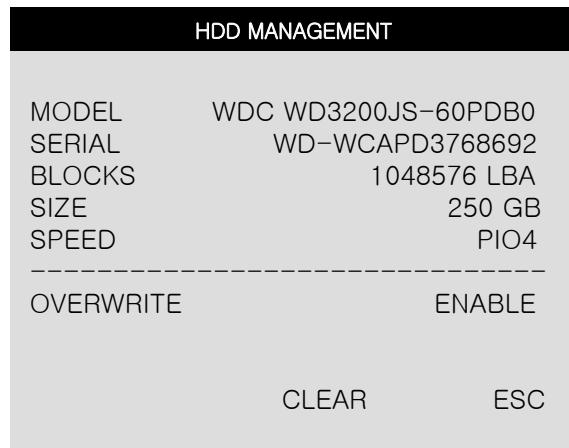 HDD MANAGEMENT
MODEL WDC WD3200JS-60PDB0
SERIAL WD-WCAPD3768692
BLOCKS 1048576 LBA
SIZE 250 GB
SPEED PIO4
--------------------------------
OVERWRITE ENABLE
CLEAR ESC